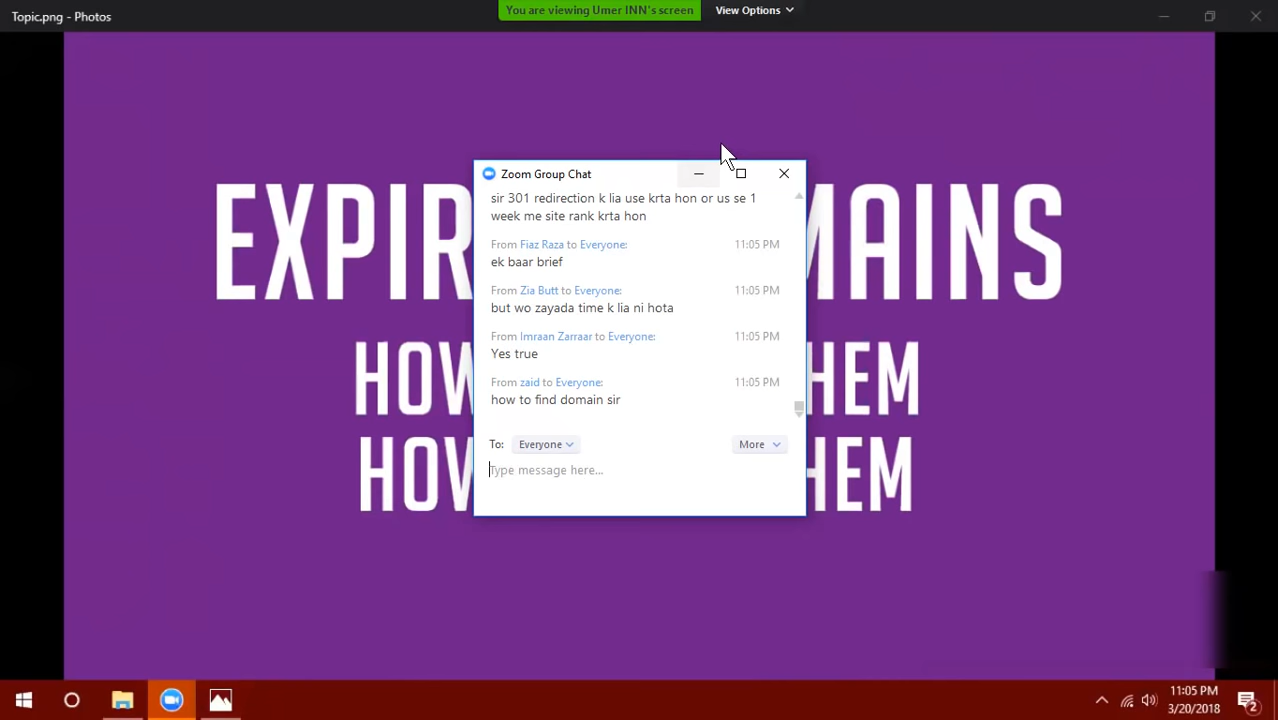 Topic.png - Photos
You are viewing Umer INN's screen
View Options
EXPIR
MAINS
HOW
HEM
HOW
HEM
Zoom Group Chat
sir 301 redirection k lia use krta hon or us se 1
week me site rank krta hon
From Fiaz Raza to Everyone:
11:05 PM
ek baar brief
From Zia Butt to Everyone:
11:05 PM
but wo zayada time k lia ni hota
From Imraan Zarraar to Everyone:
11:05 PM
Yes true
From zaid to Everyone:
11:05 PM
how to find domain sir
To: Everyone
More
Type message here...
11:05 PM
3/20/2018
2